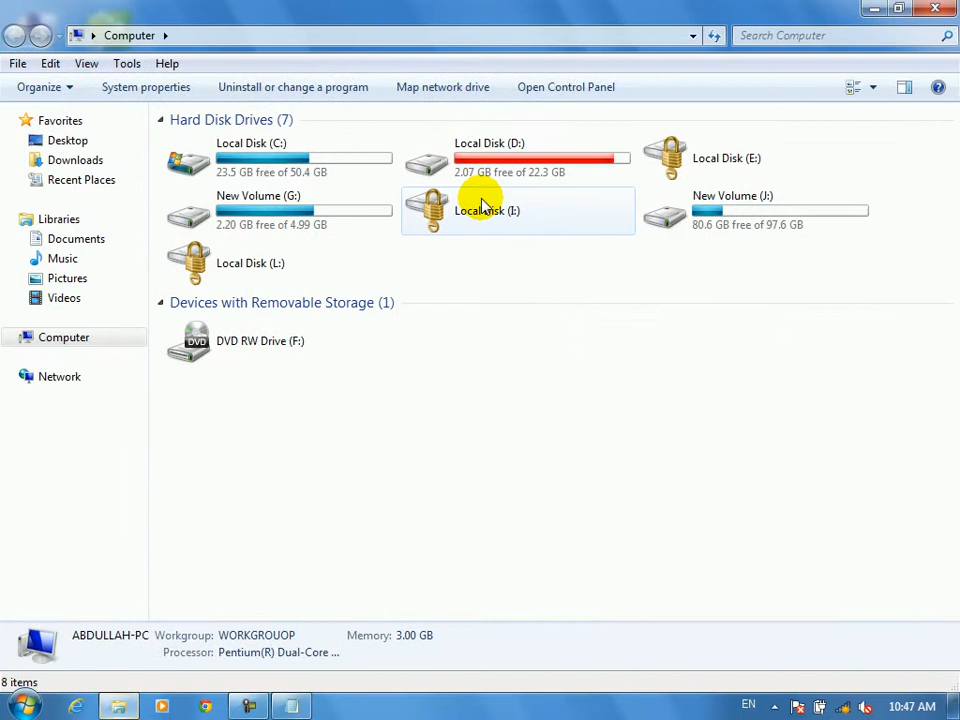 Computer
Search Computer
File Edit View Tools Help
Organize System properties Uninstall or change a program Map network drive Open Control Panel
Favorites
Desktop
Downloads
Recent Places
Libraries
Documents
Music
Pictures
Videos
Computer
Network
Hard Disk Drives (7)
Local Disk (C:)
23.5 GB free of 50.4 GB
Local Disk (D:)
2.07 GB free of 22.3 GB
Local Disk (E:)
New Volume (G:)
2.20 GB free of 4.99 GB
Local Disk (I:)
New Volume (J:)
80.6 GB free of 97.6 GB
Local Disk (L:)
Devices with Removable Storage (1)
DVD
DVD RW Drive (F:)
ABDULLAH-PC Workgroup: WORKGROUOP Memory: 3.00 GB
Processor: Pentium(R) Dual-Core ...
8 items
EN 10:47 AM